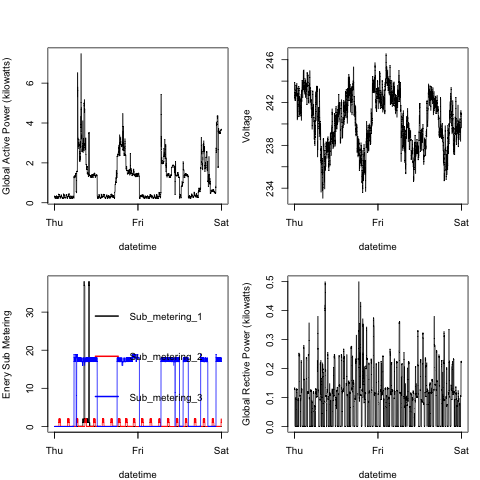 Global Active Power (kilowatts)
0 2 4 6
Thu Fri Sat
datetime
Voltage
234 238 242 246
Thu Fri Sat
datetime
Enery Sub Metering
0 10 20 30
Sub_metering_1
Sub_metering_2
Sub_metering_3
Thu Fri Sat
datetime
Global Rective Power (kilowatts)
0.0 0.1 0.2 0.3 0.4 0.5
Thu Fri Sat
datetime